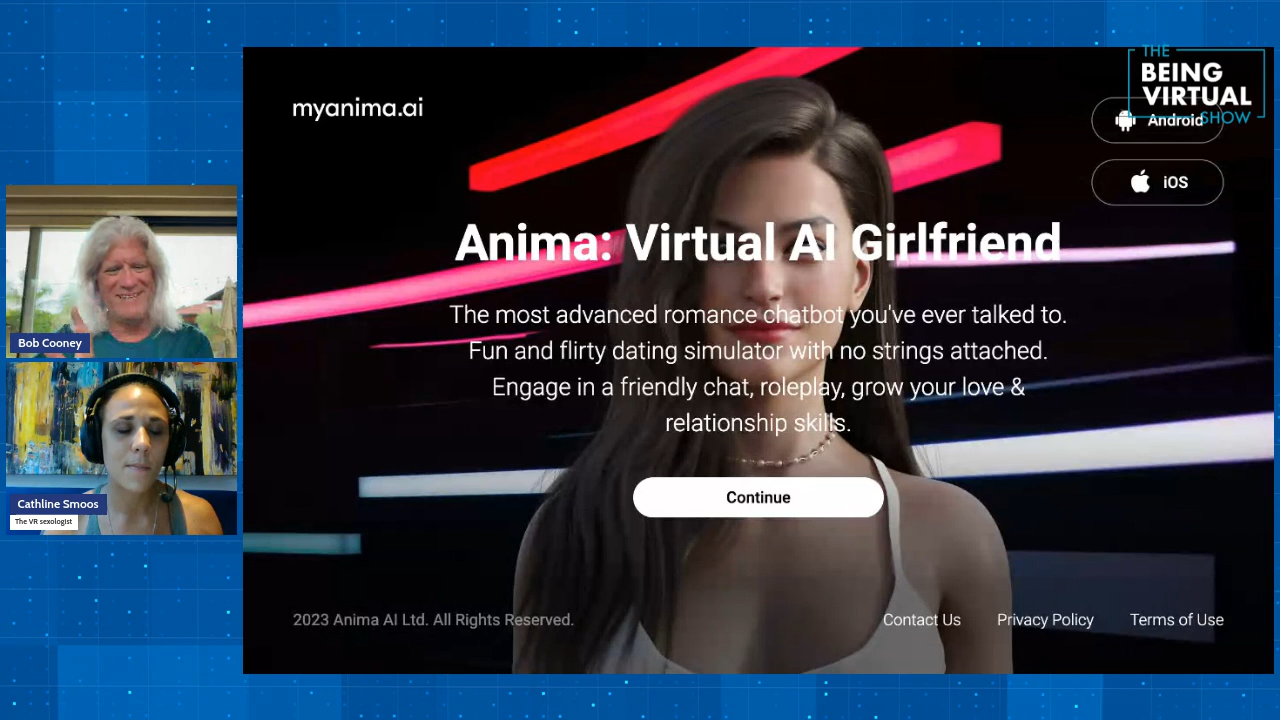 THE
BEING
VIRTUAL
SHOW
myanima.ai
Android
iOS
Anima: Virtual AI Girlfriend
The most advanced romance chatbot you've ever talked to.
Fun and flirty dating simulator with no strings attached.
Engage in a friendly chat, roleplay, grow your love &
relationship skills.
Continue
2023 Anima AI Ltd. All Rights Reserved.
Contact Us
Privacy Policy
Terms of Use
Bob Cooney
Cathline Smoos
The VR sexologist